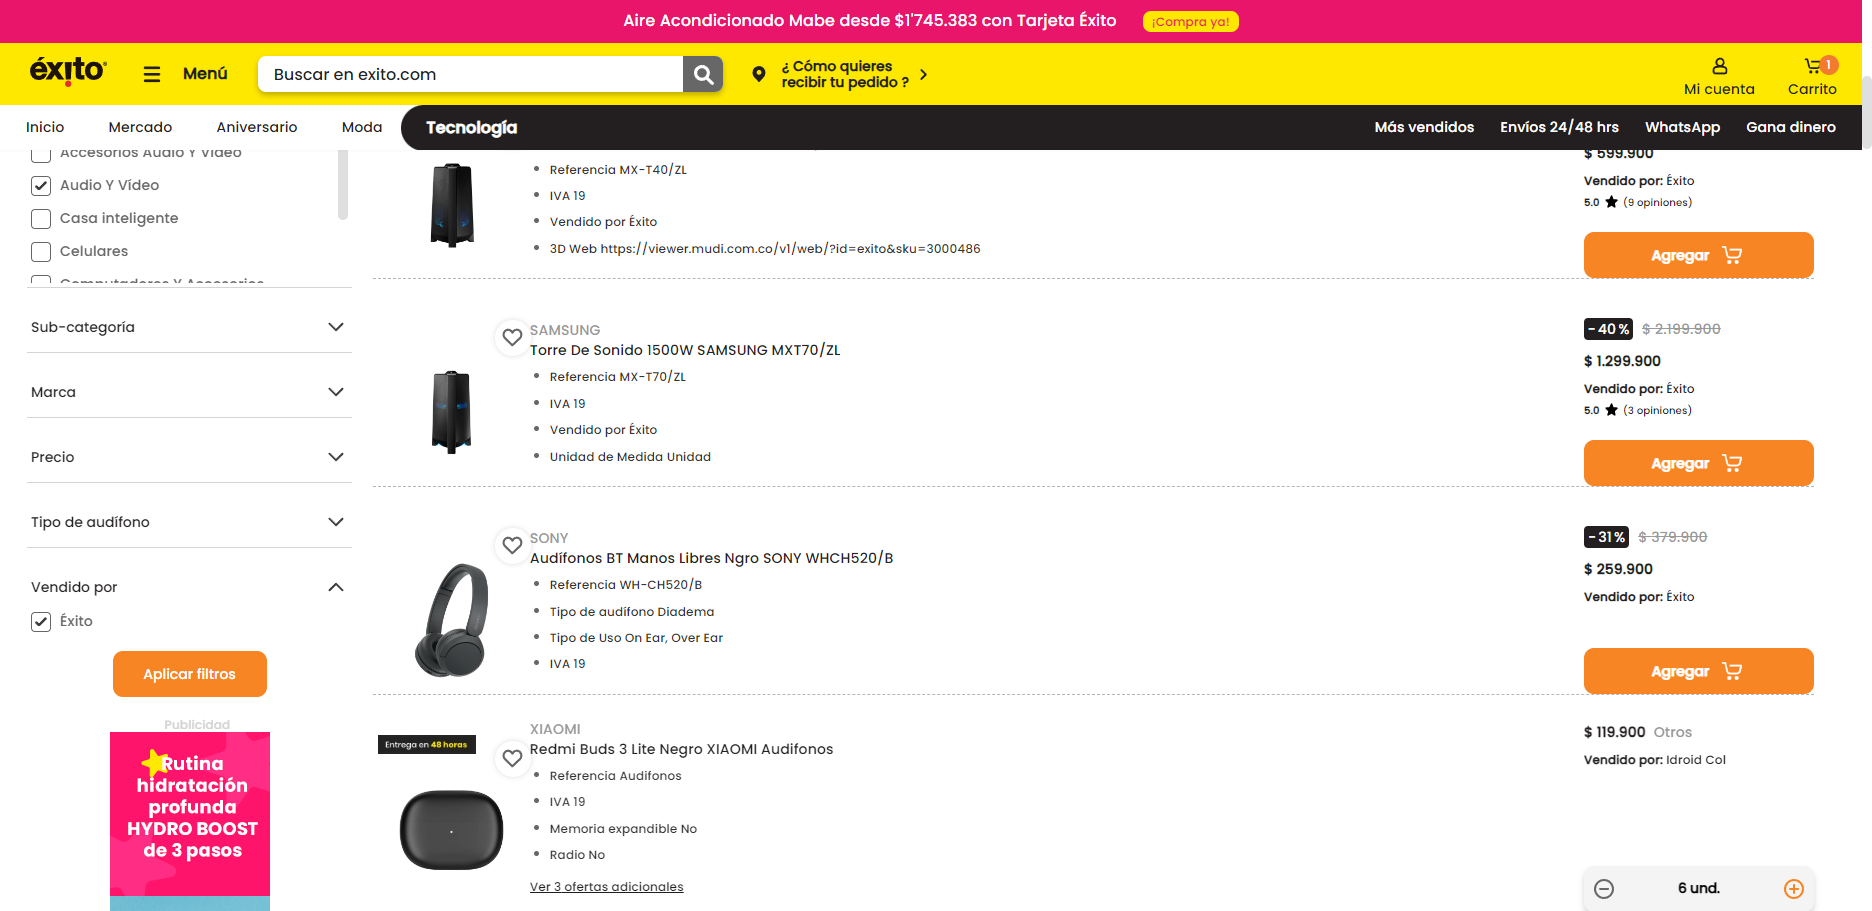 Aire Acondicionado Mabe desde $1'745.383 con Tarjeta Éxito
¡Compra ya!
éxito
Menú
Buscar en exito.com
¿ Cómo quieres
recibir tu pedido ?
Mi cuenta
1
Carrito
Inicio
Mercado
Aniversario
Moda
Tecnología
Más vendidos
Envíos 24/48 hrs
WhatsApp
Gana dinero
Accesorios Audio Y Video
Audio Y Vídeo
Casa inteligente
Celulares
Computadores Y Accesorios
Sub-categoría
Marca
Precio
Tipo de audífono
Vendido por
Éxito
Aplicar filtros
Publicidad
Rutina
hidratación
profunda
HYDRO BOOST
de 3 pasos
Referencia MX-T40/ZL
IVA 19
Vendido por Éxito
3D Web https://viewer.mudi.com.co/v1/web/?id=exito&sku=3000486
$ 599.900
Vendido por: Éxito
5.0 (9 opiniones)
Agregar
SAMSUNG
Torre De Sonido 1500W SAMSUNG MXT70/ZL
Referencia MX-T70/ZL
IVA 19
Vendido por Éxito
Unidad de Medida Unidad
-40% $ 2.199.900
$ 1.299.900
Vendido por: Éxito
5.0 (3 opiniones)
Agregar
SONY
Audífonos BT Manos Libres Ngro SONY WHCH520/B
Referencia WH-CH520/B
Tipo de audífono Diadema
Tipo de Uso On Ear, Over Ear
IVA 19
-31% $ 379.900
$ 259.900
Vendido por: Éxito
Agregar
Entrega en 48 horas
XIAOMI
Redmi Buds 3 Lite Negro XIAOMI Audifonos
Referencia Audifonos
IVA 19
Memoria expandible No
Radio No
Ver 3 ofertas adicionales
$ 119.900 Otros
Vendido por: Idroid Col
6 und.